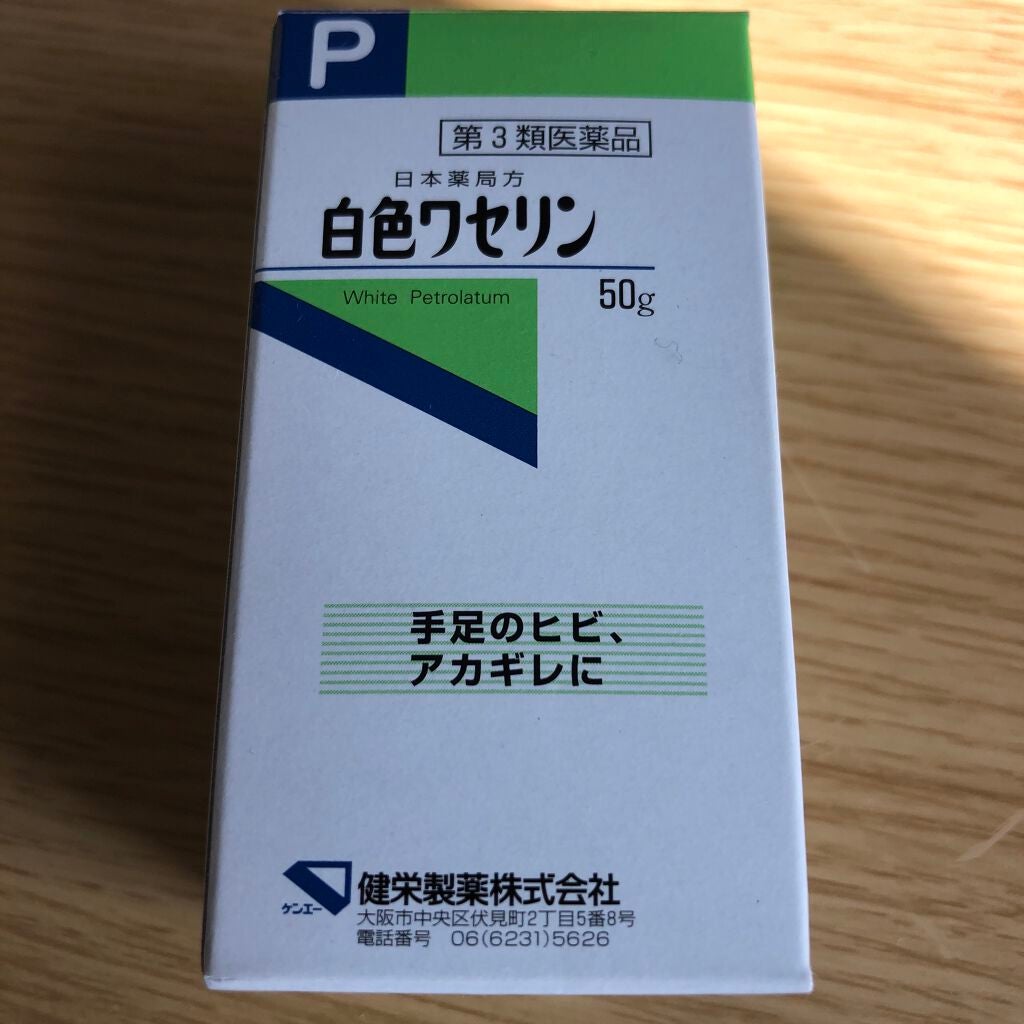 P
第3類医薬品
日本薬局方
白色ワセリン
White Petrolatum
50g
手足のヒビ、
アカギレに
ケンエー
健栄製薬株式会社
大阪市中央区伏見町2丁目5番8号
電話番号 06(6231)5626